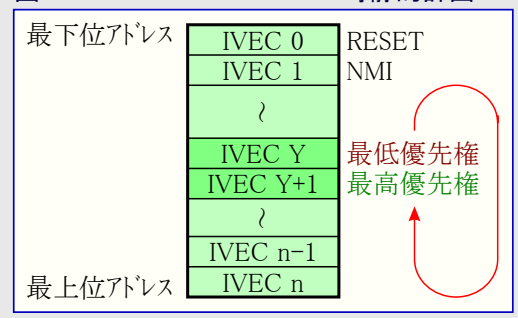 最下位アドレス IVEC 0 RESET
IVEC 1 NMI
~
IVEC Y 最低優先権
IVEC Y+1 最高優先権
~
IVEC n-1
最上位アドレス IVEC n